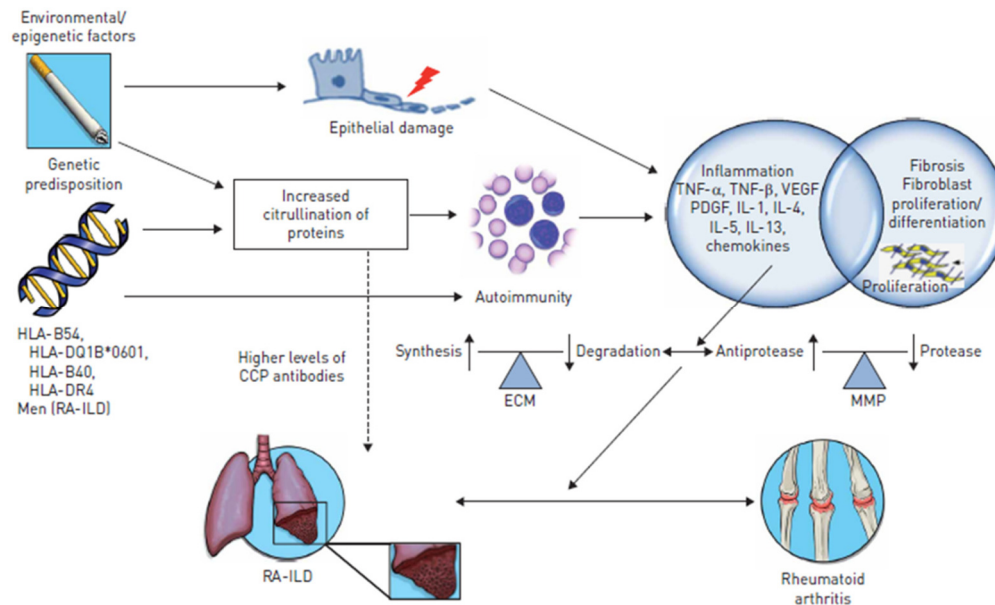 Environmental/
epigenetic factors
Epithelial damage
Genetic
predisposition
Increased
citrullination of
proteins
Autoimmunity
Inflammation
TNF-α, TNF-β, VEGF
PDGF, IL-1, IL-4,
IL-5, IL-13,
chemokines
Fibrosis
Fibroblast
proliferation/
differentiation
Proliferation
HLA-B54,
HLA-DQ1B*0601,
HLA-B40,
HLA-DR4
Men (RA-ILD)
Higher levels of
CCP antibodies
Synthesis
Degradation
ECM
Antiprotease
Protease
MMP
RA-ILD
Rheumatoid
arthritis